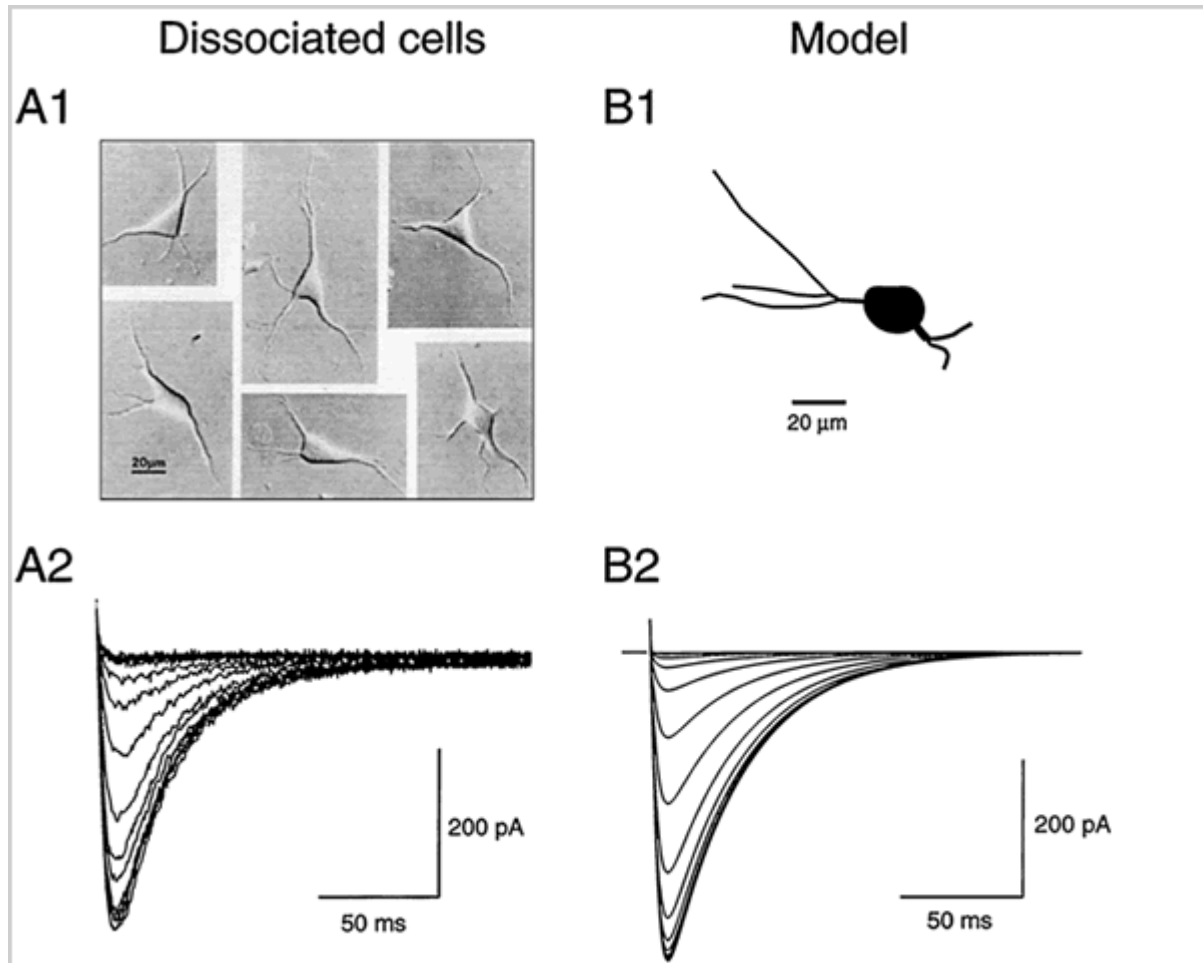 Dissociated cells
Model
A1
B1
20μm
20 μm
A2
B2
200 pA
50 ms
200 pA
50 ms